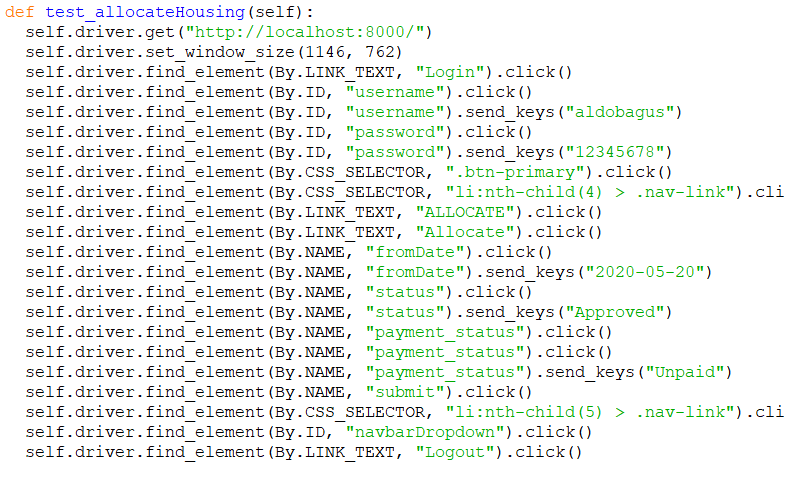 def test_allocateHousing(self):
self.driver.get("http://localhost:8000/")
self.driver.set_window_size(1146, 762)
self.driver.find_element(By.LINK_TEXT, "Login").click()
self.driver.find_element(By.ID, "username").click()
self.driver.find_element(By.ID, "username").send_keys("aldobagus")
self.driver.find_element(By.ID, "password").click()
self.driver.find_element(By.ID, "password").send_keys("12345678")
self.driver.find_element(By.CSS_SELECTOR, ".btn-primary").click()
self.driver.find_element(By.CSS_SELECTOR, "li:nth-child(4) > .nav-link").cli
self.driver.find_element(By.LINK_TEXT, "ALLOCATE").click()
self.driver.find_element(By.LINK_TEXT, "Allocate").click()
self.driver.find_element(By.NAME, "fromDate").click()
self.driver.find_element(By.NAME, "fromDate").send_keys("2020-05-20")
self.driver.find_element(By.NAME, "status").click()
self.driver.find_element(By.NAME, "status").send_keys("Approved")
self.driver.find_element(By.NAME, "payment_status").click()
self.driver.find_element(By.NAME, "payment_status").click()
self.driver.find_element(By.NAME, "payment_status").send_keys("Unpaid")
self.driver.find_element(By.NAME, "submit").click()
self.driver.find_element(By.CSS_SELECTOR, "li:nth-child(5) > .nav-link").cli
self.driver.find_element(By.ID, "navbarDropdown").click()
self.driver.find_element(By.LINK_TEXT, "Logout").click()